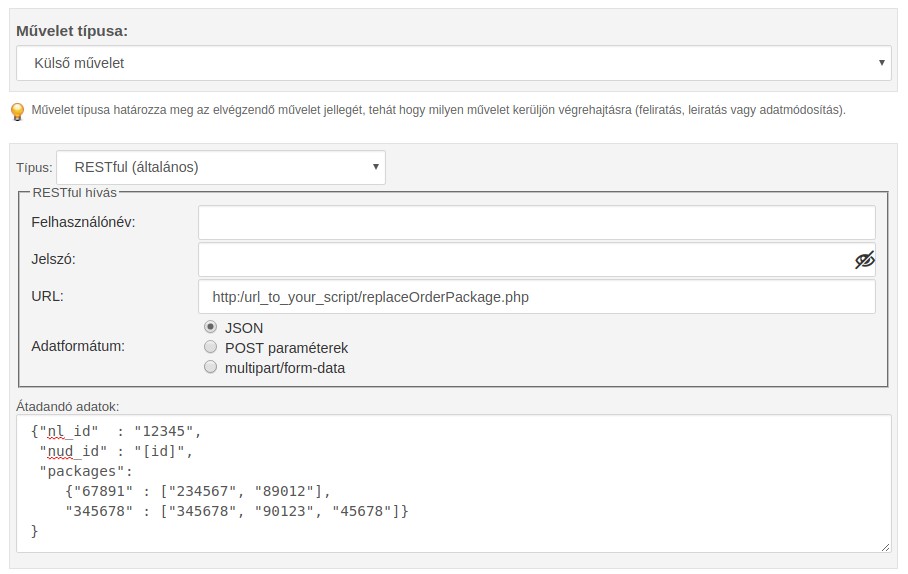 Művelet típusa:
Külső művelet
Művelet típusa határozza meg az elvégzendő művelet jellegét, tehát hogy milyen művelet kerüljön végrehajtásra (feliratás, leiratás vagy adatmódosítás).
Típus: RESTful (általános)
RESTful hívás
Felhasználónév:
Jelszó:
URL: http:/url_to_your_script/replaceOrderPackage.php
JSON
Adatformátum: POST paraméterek
multipart/form-data
Átadandó adatok:
{"nl_id"  : "12345",
 "nud_id" : "[id]",
 "packages":
    {"67891" : ["234567", "89012"],
    "345678" : ["345678", "90123", "45678"]}
}